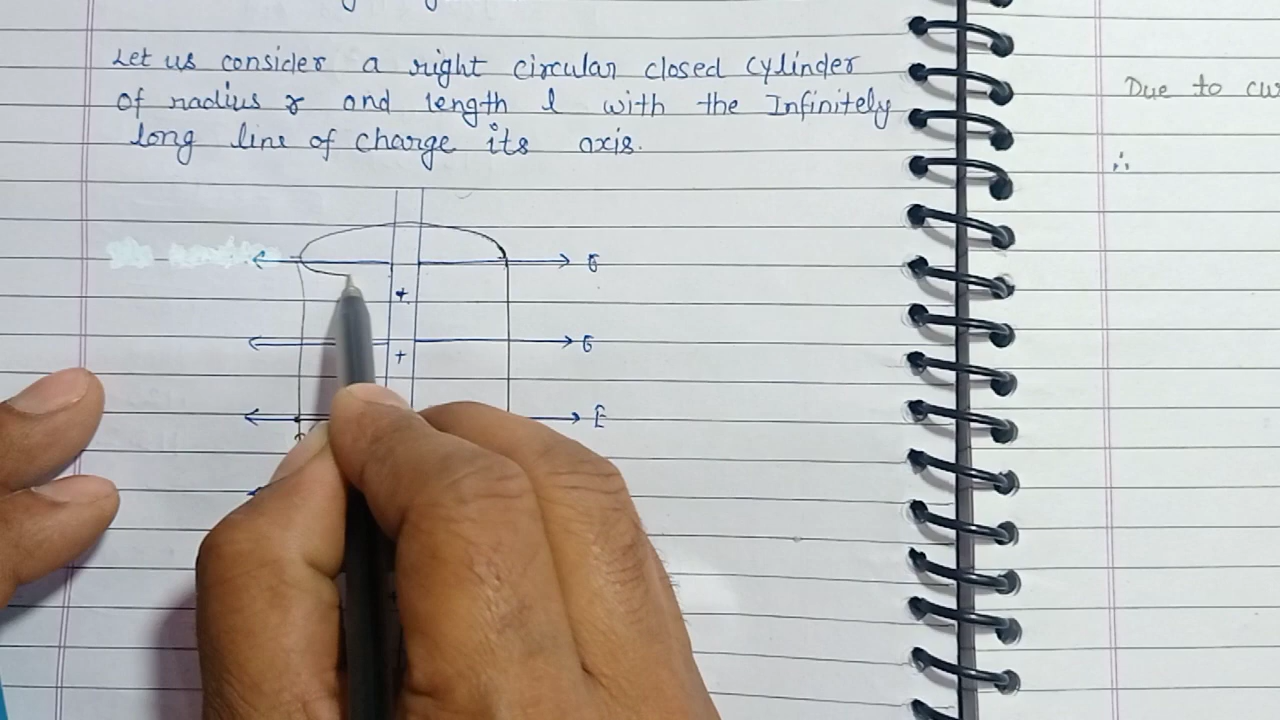 Let us consider a right circular closed cylinder
of radius r and length l with the Infinitely
long line of charge its axis.
Due to
∴
E
+
E
+
E